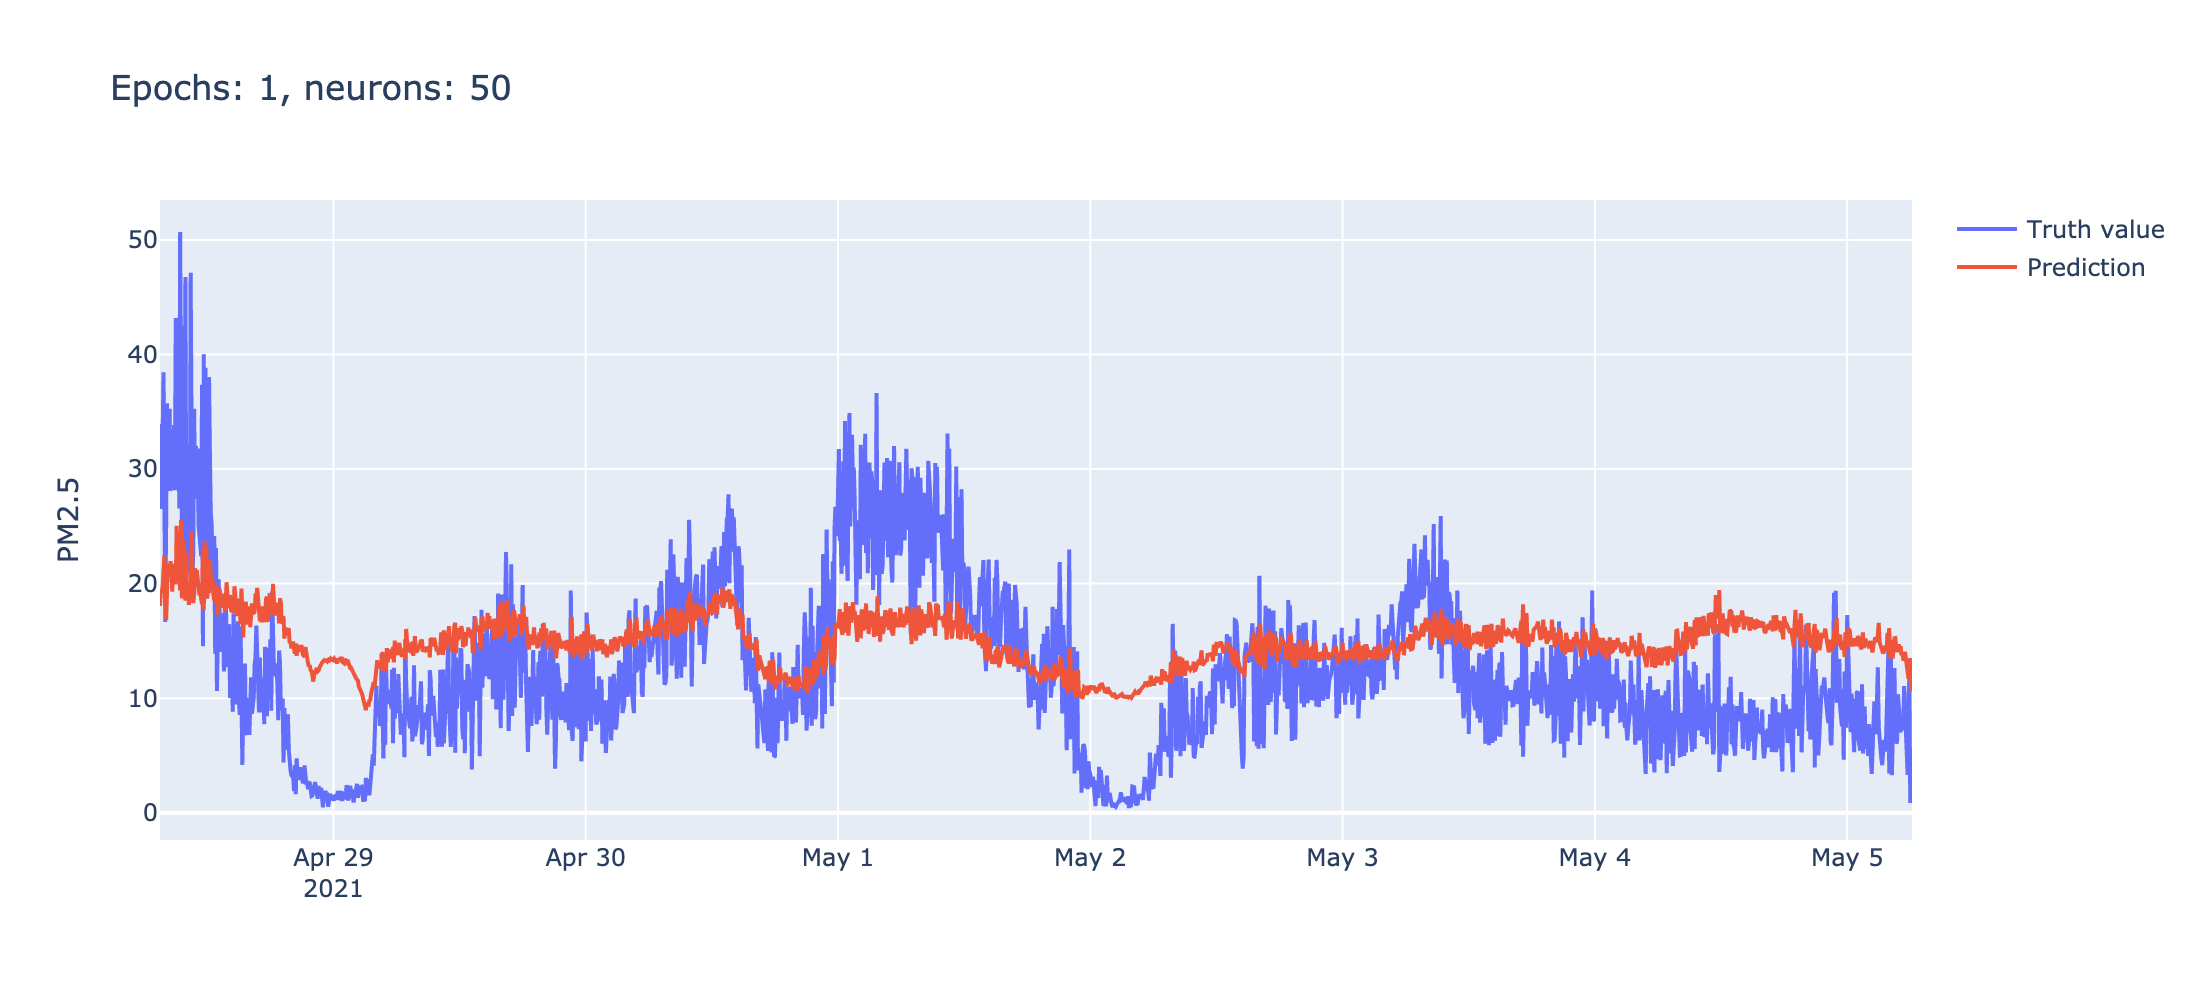 Epochs: 1, neurons: 50
Truth value
Prediction
50
40
30
20
10
0
PM2.5
Apr 29 Apr 30 May 1 May 2 May 3 May 4 May 5
2021